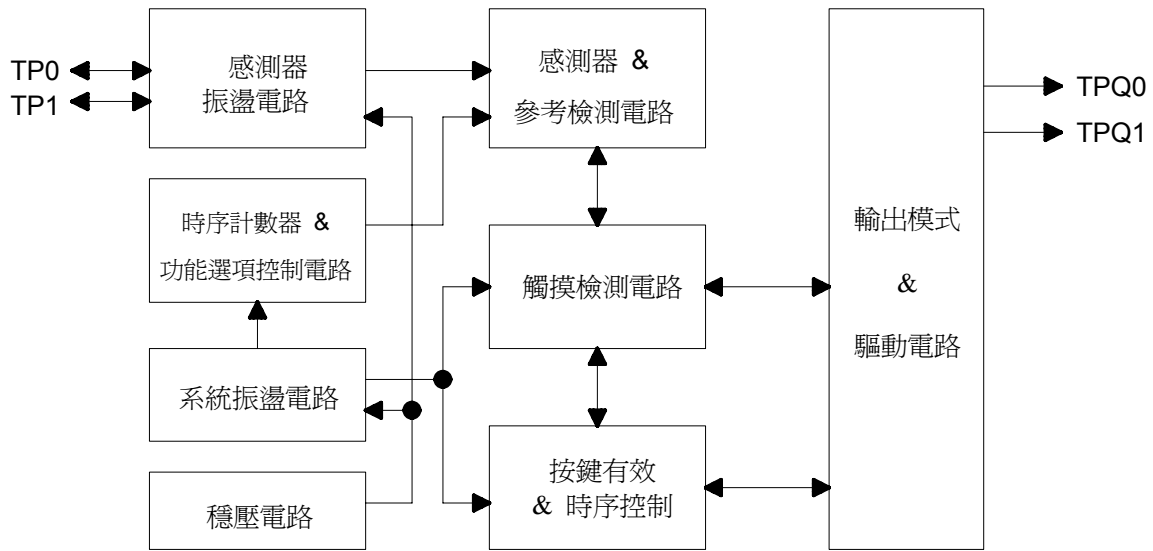 TP0
TP1
感測器
振盪電路
感測器 &
參考檢測電路
TPQ0
TPQ1
時序計數器 &
功能選項控制電路
觸摸檢測電路
輸出模式
&
驅動電路
系統振盪電路
按鍵有效
& 時序控制
穩壓電路